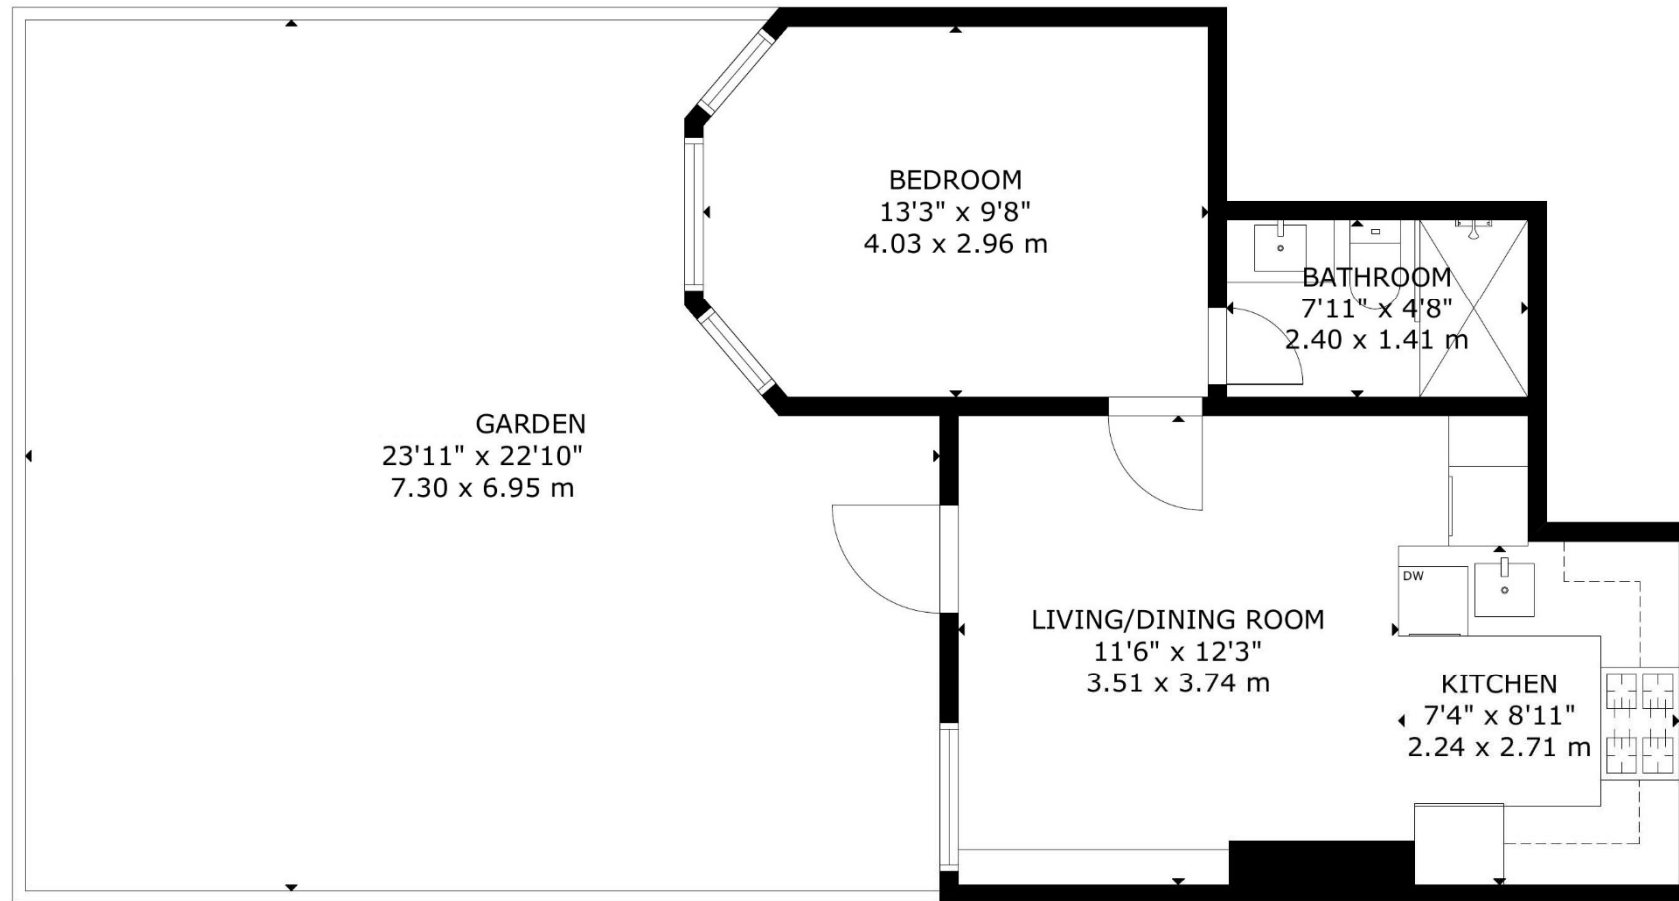 BEDROOM
13'3" x 9'8"
4.03 x 2.96 m
BATHROOM
7'11" x 4'8"
2.40 x 1.41 m
GARDEN
23'11" x 22'10"
7.30 x 6.95 m
DW
LIVING/DINING ROOM
11'6" x 12'3"
3.51 x 3.74 m
KITCHEN
7'4" x 8'11"
2.24 x 2.71 m